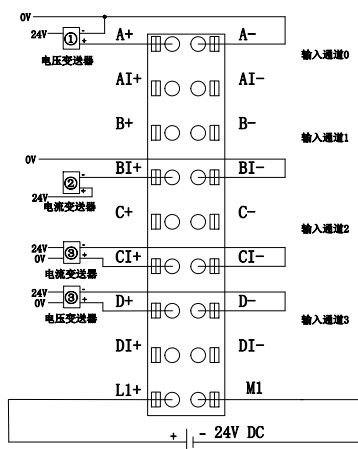 0V
24V ① - +
A+ A-
电压变送器
输入通道0
AI+ AI-
B+ B-
输入通道1
0V
BI+ BI-
② - +
24V
电流变送器
C+ C-
输入通道2
24V
0V
③ - +
CI+ CI-
电流变送器
24V
0V
③ - +
D+ D-
电压变送器
输入通道3
DI+ DI-
L1+ M1
+ - 24V DC